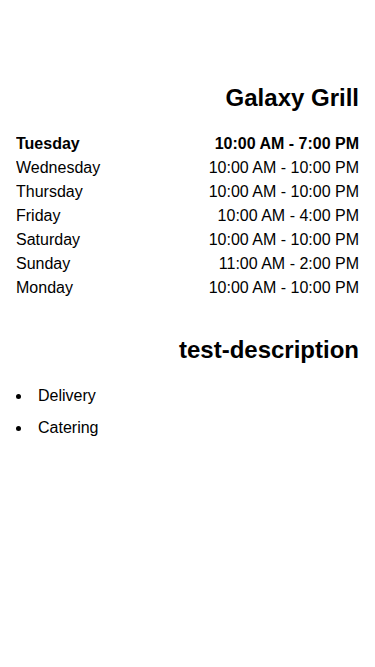 Galaxy Grill
Tuesday 10:00 AM - 7:00 PM
Wednesday 10:00 AM - 10:00 PM
Thursday 10:00 AM - 10:00 PM
Friday 10:00 AM - 4:00 PM
Saturday 10:00 AM - 10:00 PM
Sunday 11:00 AM - 2:00 PM
Monday 10:00 AM - 10:00 PM
test-description
• Delivery
• Catering